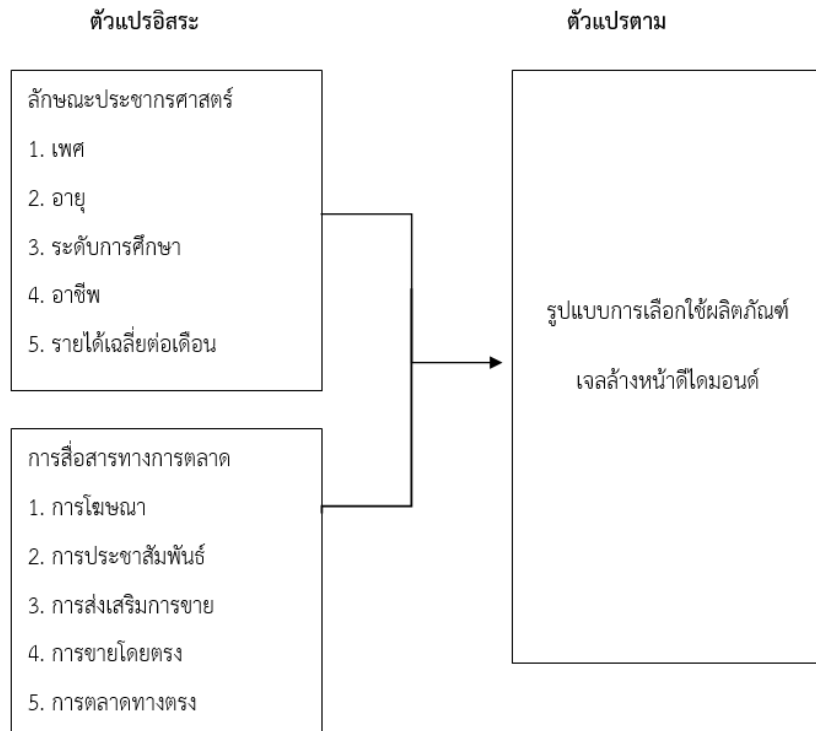 ตัวแปรอิสระ
ตัวแปรตาม
ลักษณะประชากรศาสตร์
1. เพศ
2. อายุ
3. ระดับการศึกษา
4. อาชีพ
5. รายได้เฉลี่ยต่อเดือน
การสื่อสารทางการตลาด
1. การโฆษณา
2. การประชาสัมพันธ์
3. การส่งเสริมการขาย
4. การขายโดยตรง
5. การตลาดทางตรง
รูปแบบการเลือกใช้ผลิตภัณฑ์
เจลล้างหน้าดีไดมอนด์